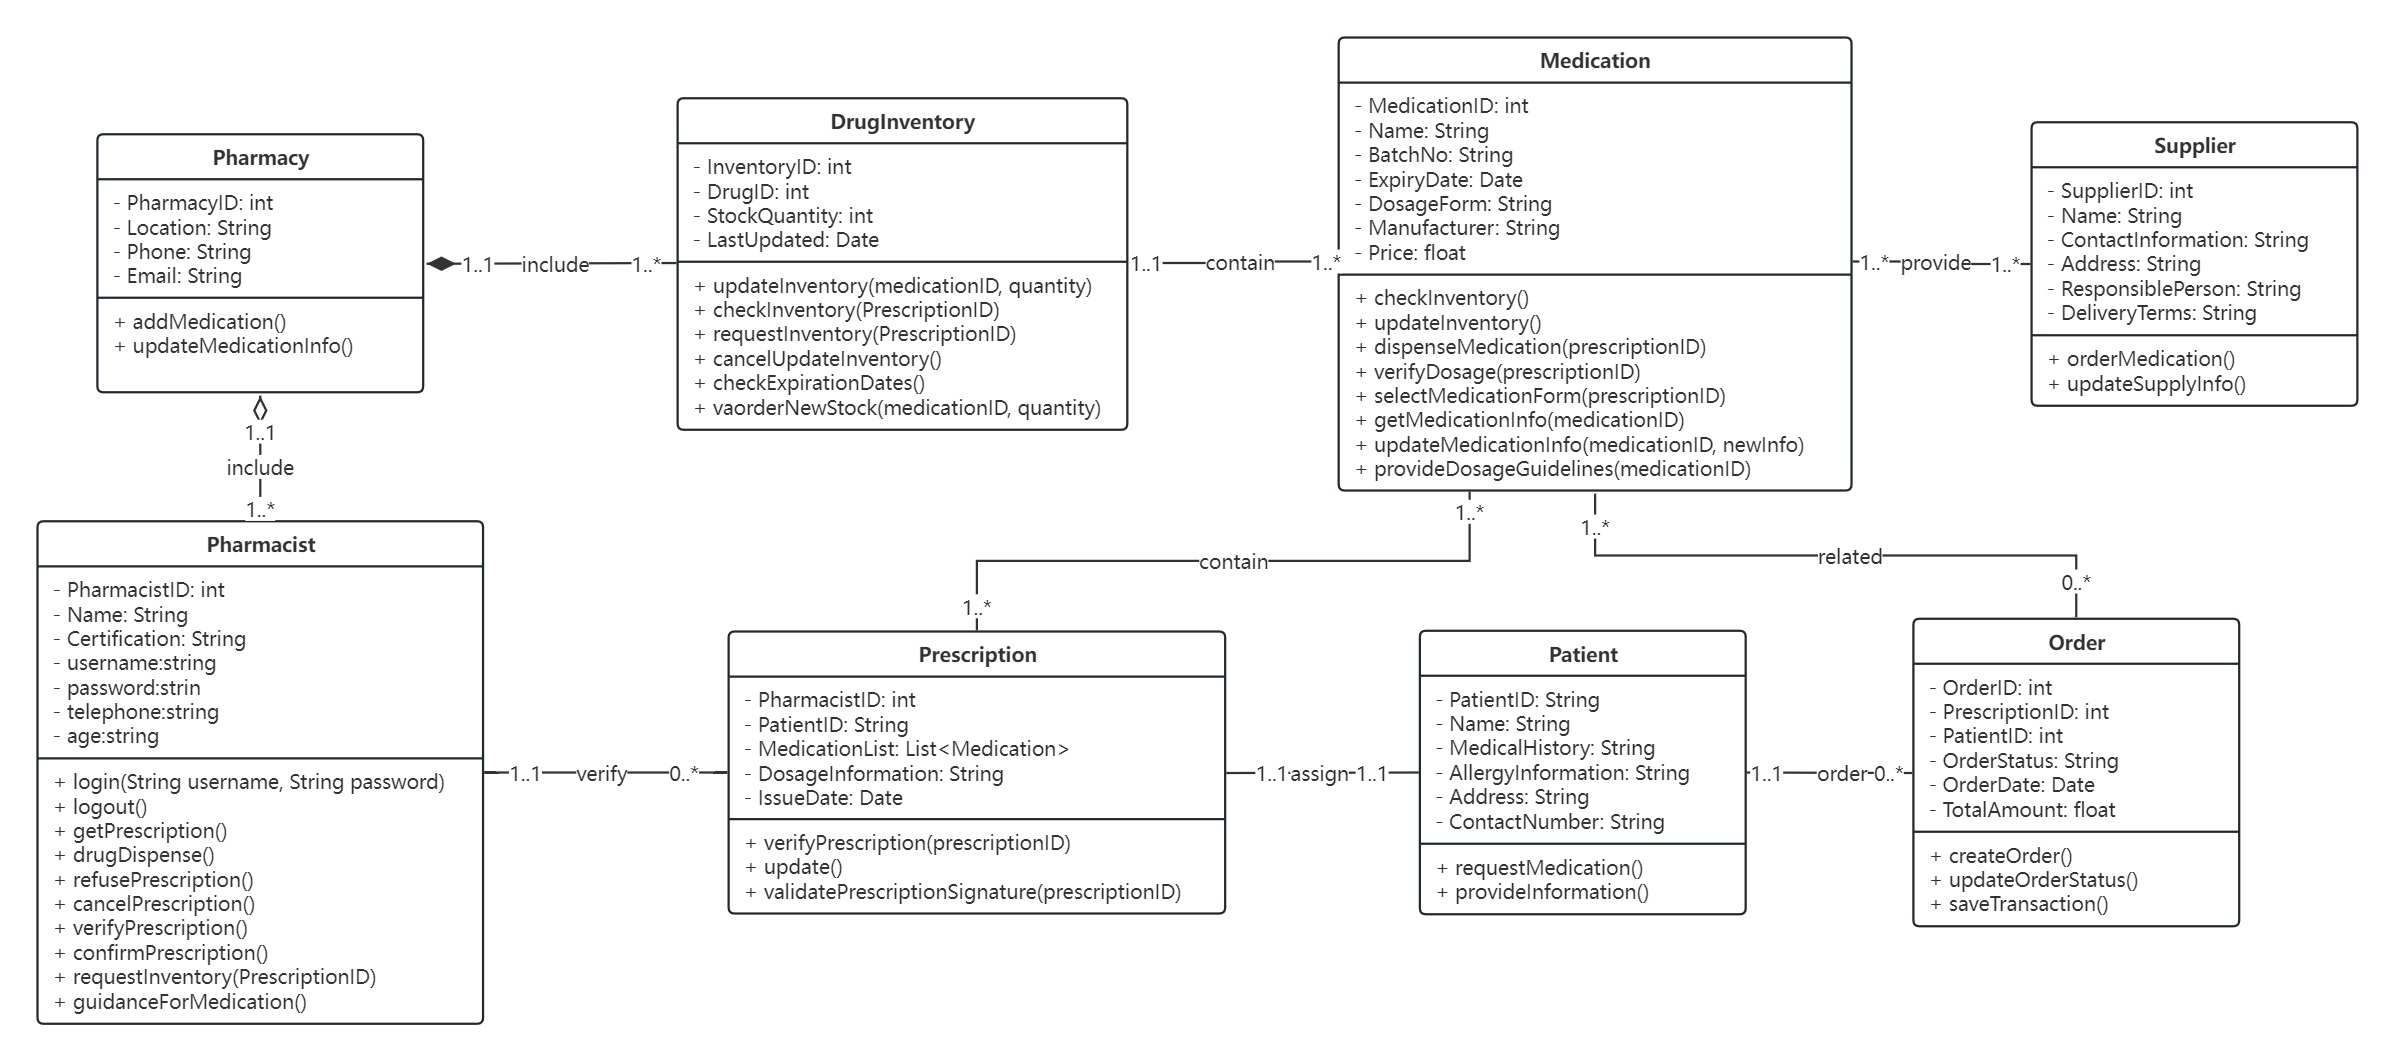 Pharmacy
- PharmacyID: int
- Location: String
- Phone: String
- Email: String
+ addMedication()
+ updateMedicationInfo()
1..1
include
1..*
DrugInventory
- InventoryID: int
- DrugID: int
- StockQuantity: int
- LastUpdated: Date
+ updateInventory(medicationID, quantity)
+ checkInventory(PrescriptionID)
+ requestInventory(PrescriptionID)
+ cancelUpdateInventory()
+ checkExpirationDates()
+ vaorderNewStock(medicationID, quantity)
1..1
contain
1..*
Medication
- MedicationID: int
- Name: String
- BatchNo: String
- ExpiryDate: Date
- DosageForm: String
- Manufacturer: String
- Price: float
+ checkInventory()
+ updateInventory()
+ dispenseMedication(prescriptionID)
+ verifyDosage(prescriptionID)
+ selectMedicationForm(prescriptionID)
+ getMedicationInfo(medicationID)
+ updateMedicationInfo(medicationID, newInfo)
+ provideDosageGuidelines(medicationID)
1..*
provide
1..*
Supplier
- SupplierID: int
- Name: String
- ContactInformation: String
- Address: String
- ResponsiblePerson: String
- DeliveryTerms: String
+ orderMedication()
+ updateSupplyInfo()
1..1
include
1..*
1..*
contain
1..*
1..*
related
0..*
Pharmacist
- PharmacistID: int
- Name: String
- Certification: String
- username:string
- password:strin
- telephone:string
- age:string
+ login(String username, String password)
+ logout()
+ getPrescription()
+ drugDispense()
+ refusePrescription()
+ cancelPrescription()
+ verifyPrescription()
+ confirmPrescription()
+ requestInventory(PrescriptionID)
+ guidanceForMedication()
1..1
verify
0..*
Prescription
- PharmacistID: int
- PatientID: String
- MedicationList: List<Medication>
- DosageInformation: String
- IssueDate: Date
+ verifyPrescription(prescriptionID)
+ update()
+ validatePrescriptionSignature(prescriptionID)
1..1
assign
1..1
Patient
- PatientID: String
- Name: String
- MedicalHistory: String
- AllergyInformation: String
- Address: String
- ContactNumber: String
+ requestMedication()
+ provideInformation()
1..1
order
0..*
Order
- OrderID: int
- PrescriptionID: int
- PatientID: int
- OrderStatus: String
- OrderDate: Date
- TotalAmount: float
+ createOrder()
+ updateOrderStatus()
+ saveTransaction()